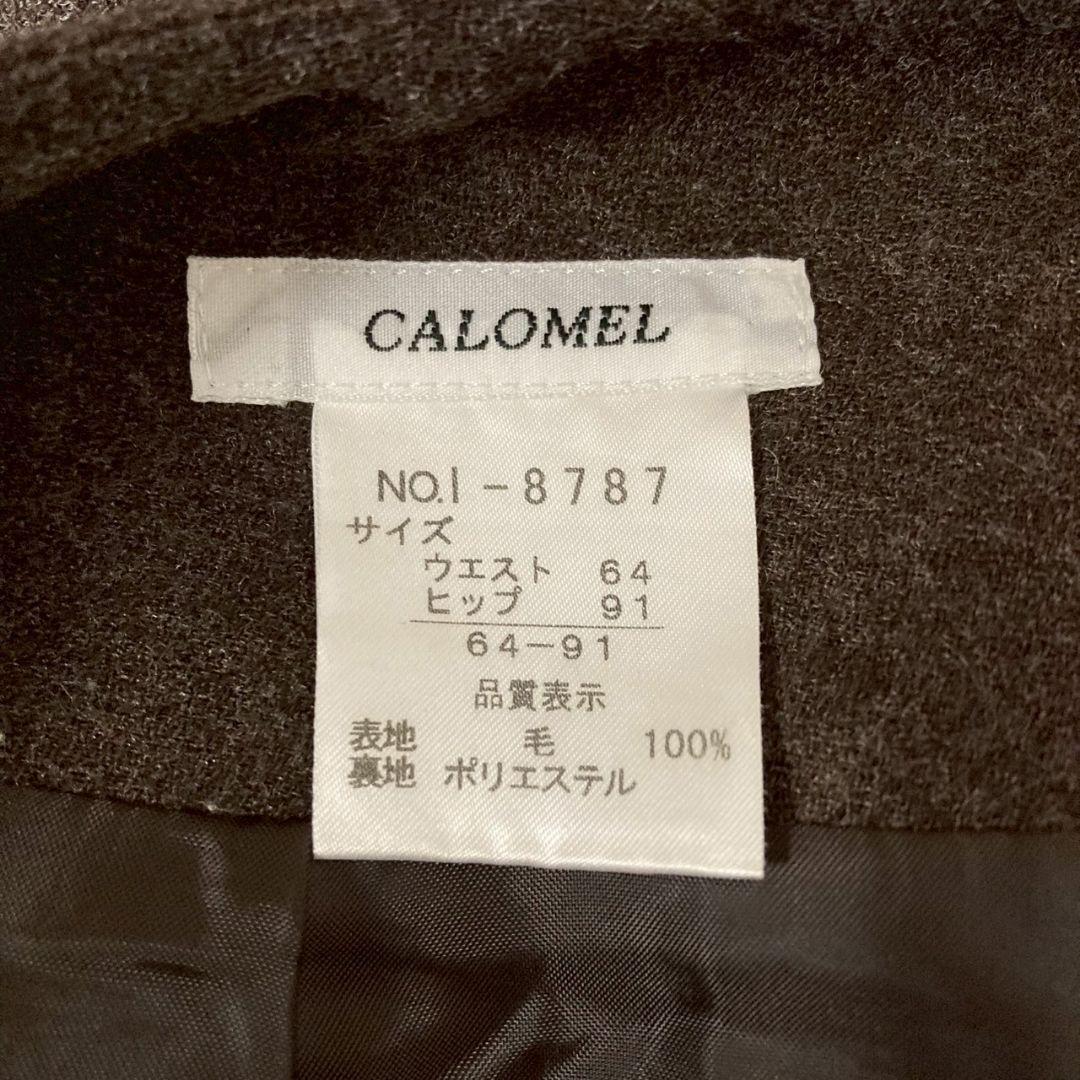 CALOMEL
NO.I-8787
サイズ
ウエスト 64
ヒップ 91
64-91
品質表示
表地 毛 100%
裏地 ポリエステル